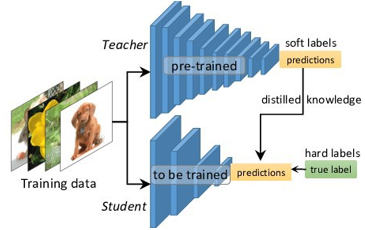 Teacher
pre-trained
soft labels
predictions
distilled knowledge
Training data
to be trained
predictions
hard labels
true label
Student